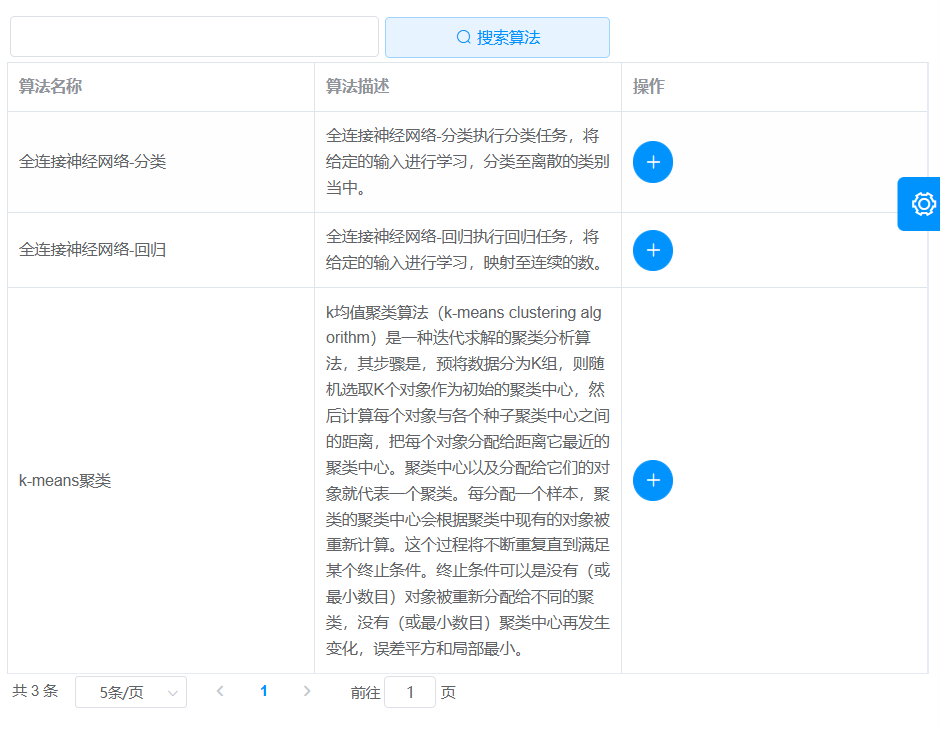 搜索算法
算法名称
算法描述
操作
全连接神经网络-分类
全连接神经网络-分类执行分类任务，将
给定的输入进行学习，分类至离散的类别
当中。
全连接神经网络-回归
全连接神经网络-回归执行回归任务，将
给定的输入进行学习，映射至连续的数。
k-means聚类
k均值聚类算法（k-means clustering alg
orithm）是一种迭代求解的聚类分析算
法，其步骤是，预将数据分为K组，则随
机选取K个对象作为初始的聚类中心，然
后计算每个对象与各个种子聚类中心之间
的距离，把每个对象分配给距离它最近的
聚类中心。聚类中心以及分配给它们的对
象就代表一个聚类。每分配一个样本，聚
类的聚类中心会根据聚类中现有的对象被
重新计算。这个过程将不断重复直到满足
某个终止条件。终止条件可以是没有（或
最小数目）对象被重新分配给不同的聚
类，没有（或最小数目）聚类中心再发生
变化，误差平方和局部最小。
共 3 条 5条/页 1 前往 1 页